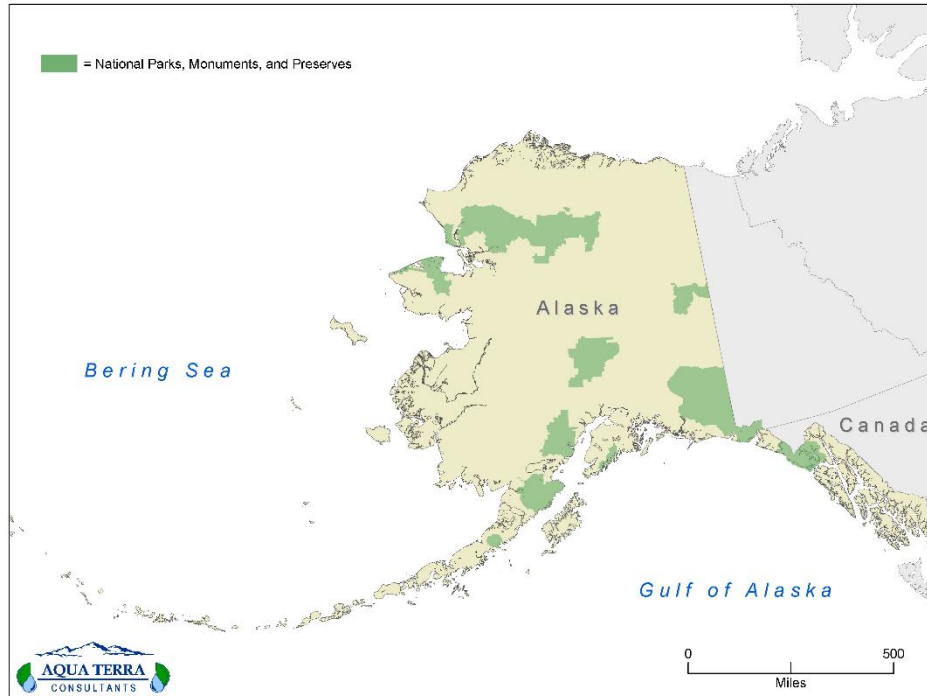 = National Parks, Monuments, and Preserves
Alaska
Bering Sea
Canada
Gulf of Alaska
0 500
Miles
AQUA TERRA
CONSULTANTS